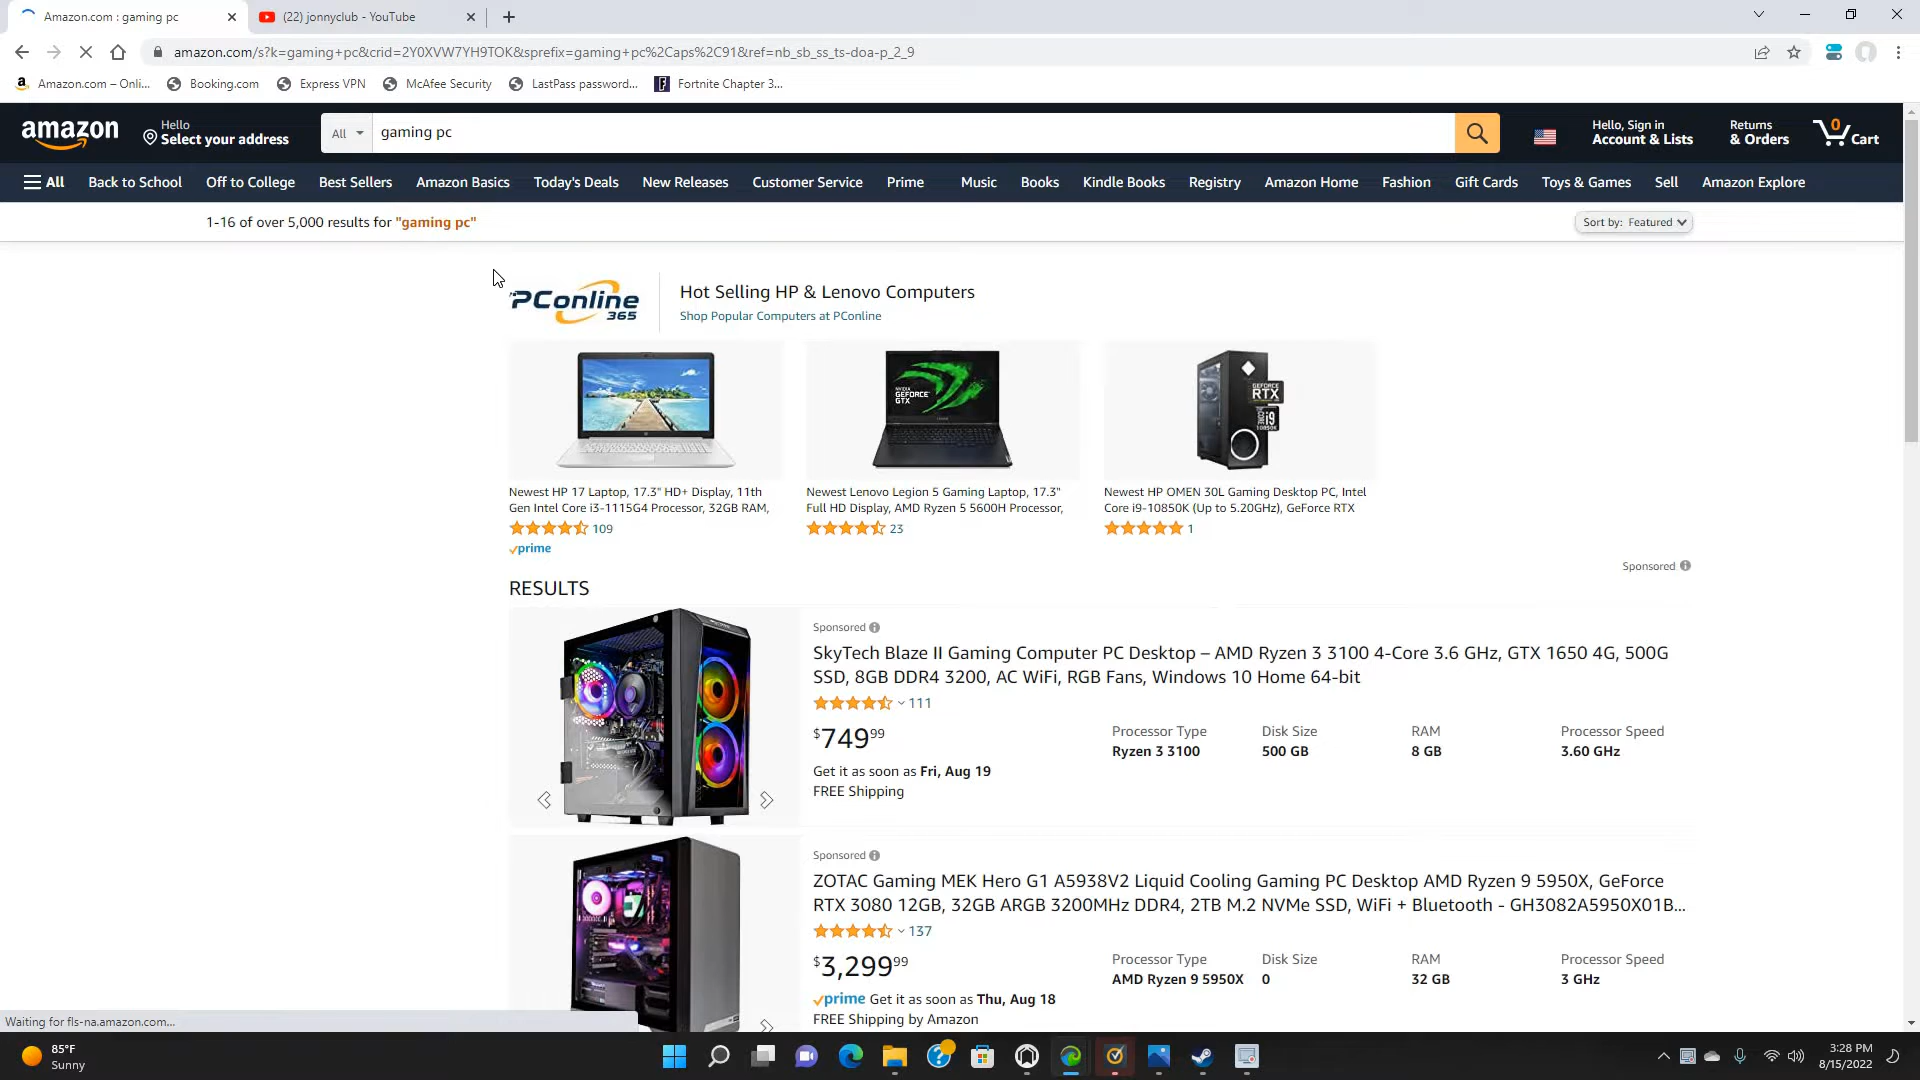 Amazon.com : gaming pc
(22) jonnyclub - YouTube
amazon.com/s?k=gaming+pc&crid=2Y0XVW7YH9TOK&sprefix=gaming+pc%2Caps%2C91&ref=nb_sb_ss_ts-doa-p_2_9
Amazon.com – Onli... Booking.com Express VPN McAfee Security LastPass password... Fortnite Chapter 3...
amazon
Hello
Select your address
All gaming pc
Hello, Sign in
Account & Lists
Returns
& Orders
0
Cart
All Back to School Off to College Best Sellers Amazon Basics Today's Deals New Releases Customer Service Prime Music Books Kindle Books Registry Amazon Home Fashion Gift Cards Toys & Games Sell Amazon Explore
1-16 of over 5,000 results for "gaming pc"
Sort by: Featured
PConline
365
Hot Selling HP & Lenovo Computers
Shop Popular Computers at PConline
NVIDIA
GEFORCE
GTX
GEFORCE
RTX
i9
10850K
Newest HP 17 Laptop, 17.3" HD+ Display, 11th
Gen Intel Core i3-1115G4 Processor, 32GB RAM,
109
prime
Newest Lenovo Legion 5 Gaming Laptop, 17.3"
Full HD Display, AMD Ryzen 5 5600H Processor,
23
Newest HP OMEN 30L Gaming Desktop PC, Intel
Core i9-10850K (Up to 5.20GHz), GeForce RTX
1
Sponsored
RESULTS
Sponsored
SkyTech Blaze II Gaming Computer PC Desktop – AMD Ryzen 3 3100 4-Core 3.6 GHz, GTX 1650 4G, 500G
SSD, 8GB DDR4 3200, AC WiFi, RGB Fans, Windows 10 Home 64-bit
111
$749.99
Get it as soon as Fri, Aug 19
FREE Shipping
Processor Type Disk Size RAM Processor Speed
Ryzen 3 3100 500 GB 8 GB 3.60 GHz
Sponsored
ZOTAC Gaming MEK Hero G1 A5938V2 Liquid Cooling Gaming PC Desktop AMD Ryzen 9 5950X, GeForce
RTX 3080 12GB, 32GB ARGB 3200MHz DDR4, 2TB M.2 NVMe SSD, WiFi + Bluetooth - GH3082A5950X01B...
137
$3,299.99
prime Get it as soon as Thu, Aug 18
FREE Shipping by Amazon
Processor Type Disk Size RAM Processor Speed
AMD Ryzen 9 5950X 0 32 GB 3 GHz
Waiting for fls-na.amazon.com...
85°F
Sunny
3:28 PM
8/15/2022